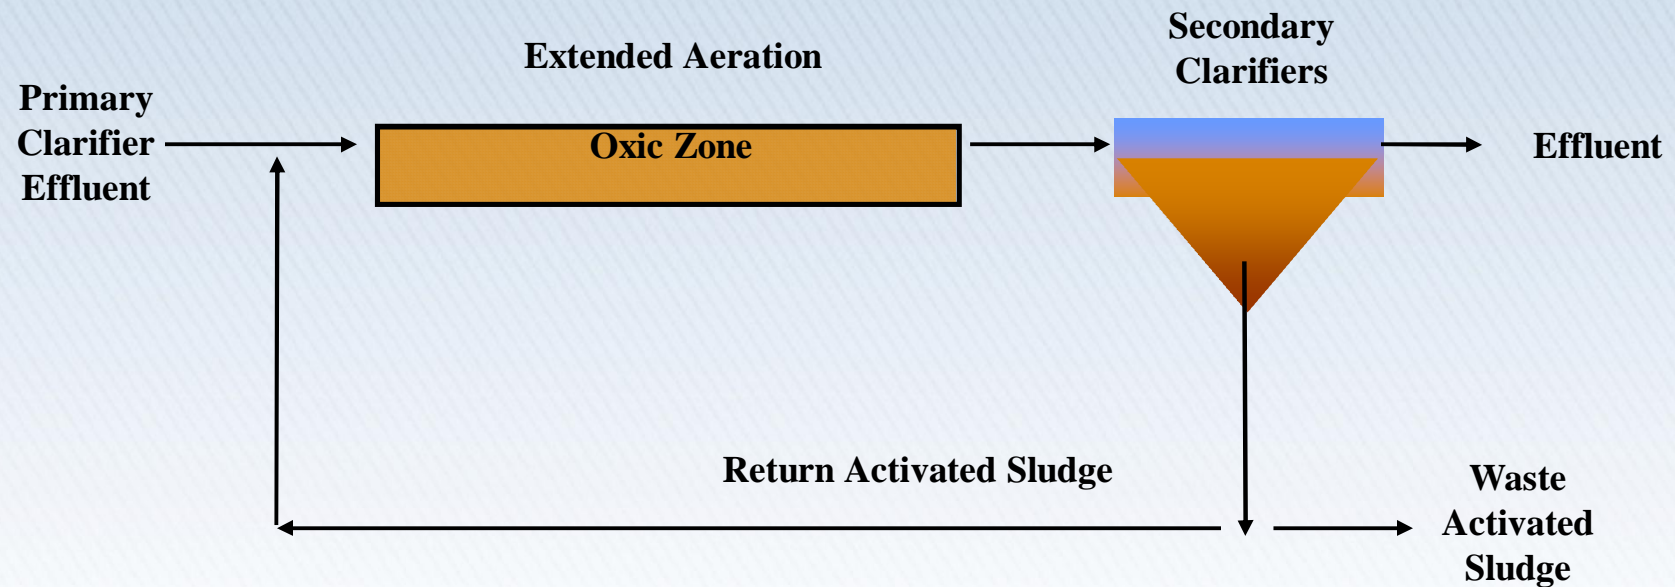 Extended Aeration
Secondary
Clarifiers
Primary
Clarifier
Effluent
Oxic Zone
Effluent
Return Activated Sludge
Waste
Activated
Sludge